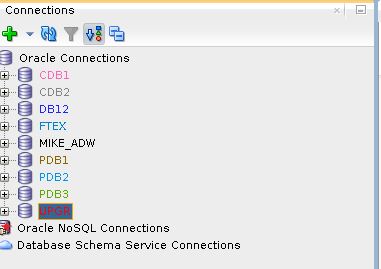 Connections
Oracle Connections
CDB1
CDB2
DB12
FTEX
MIKE_ADW
PDB1
PDB2
PDB3
UPGR
Oracle NoSQL Connections
Database Schema Service Connections